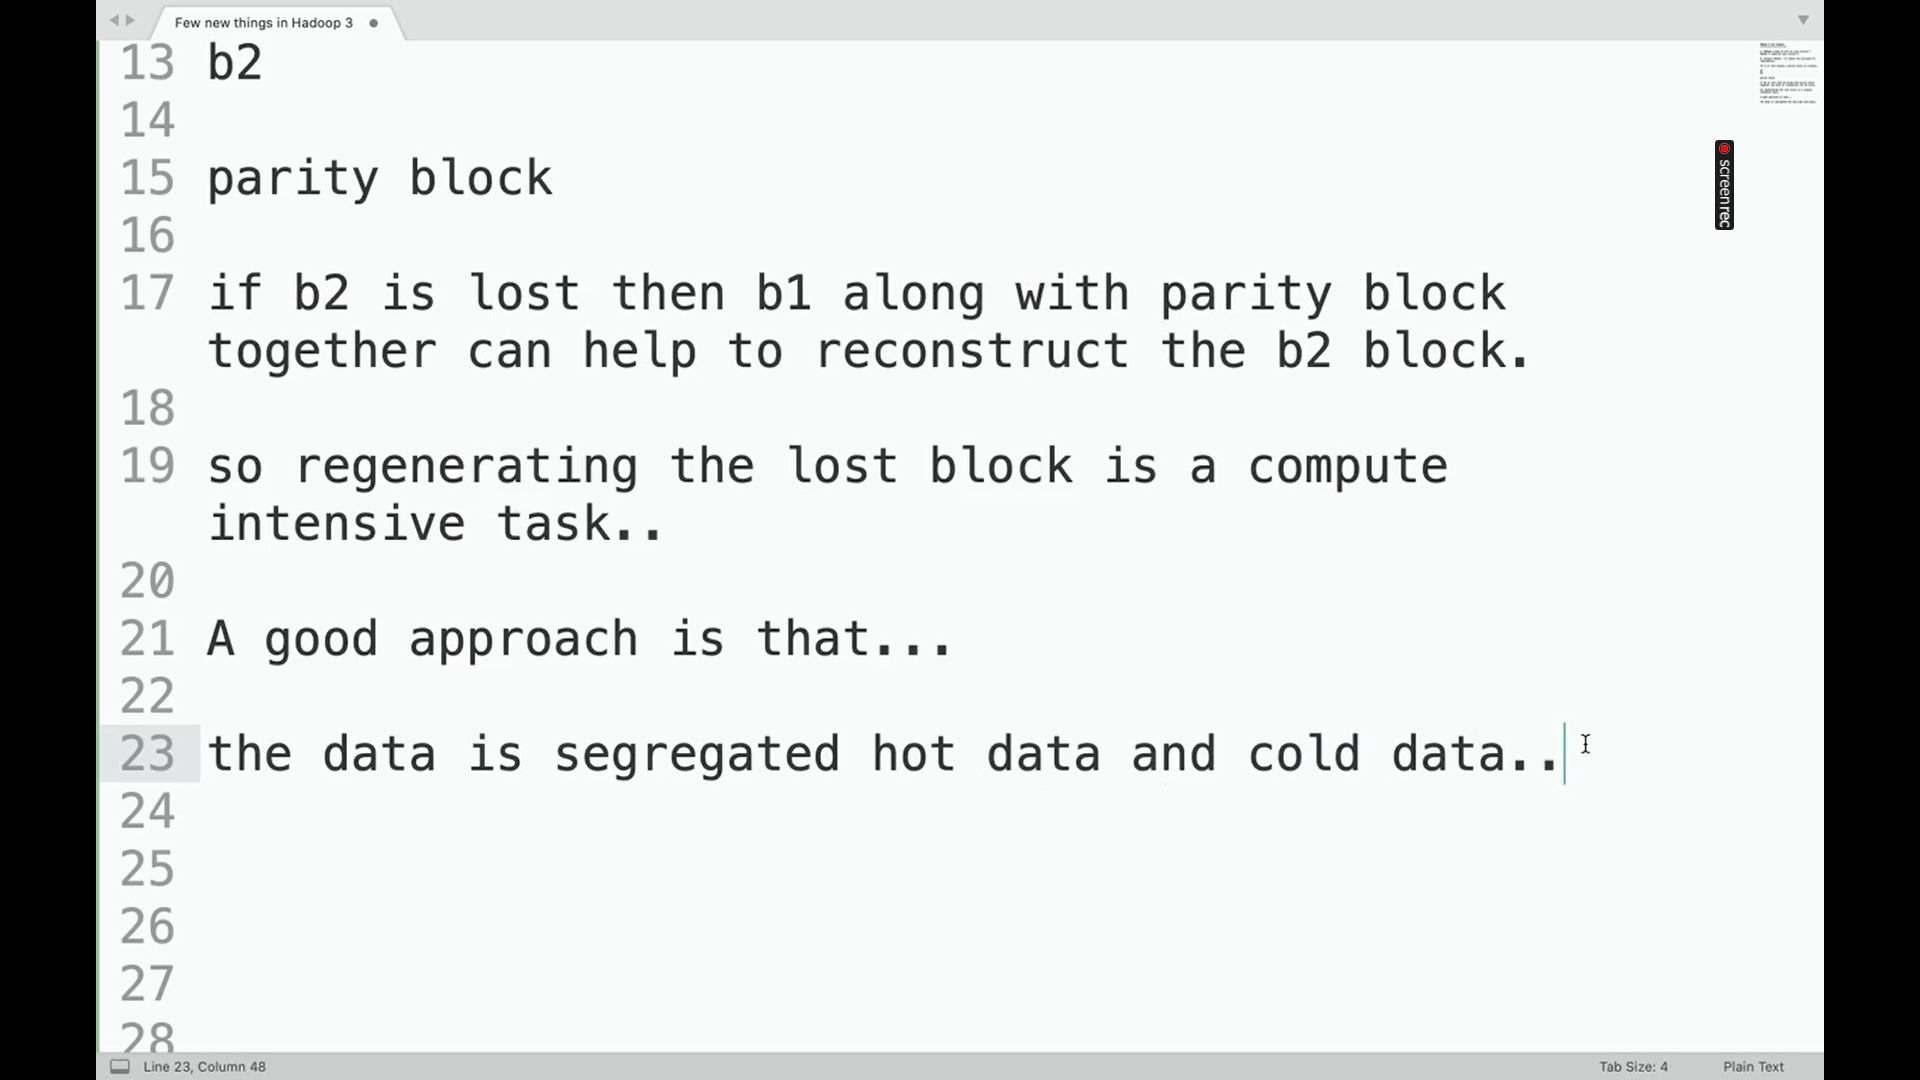 Few new things in Hadoop 3
13 b2
14
15 parity block
16
17 if b2 is lost then b1 along with parity block
together can help to reconstruct the b2 block.
18
19 so regenerating the lost block is a compute
intensive task..
20
21 A good approach is that...
22
23 the data is segregated hot data and cold data..
24
25
26
27
28
screenrec
Line 23, Column 48
Tab Size: 4
Plain Text